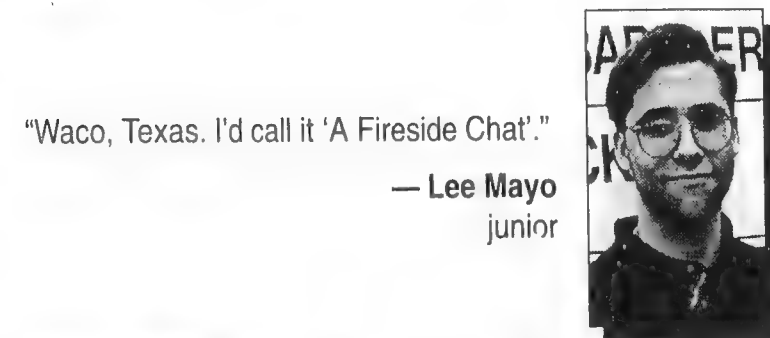 “Waco, Texas. I’d call it ‘A Fireside Chat’.”
— Lee Mayo
junior